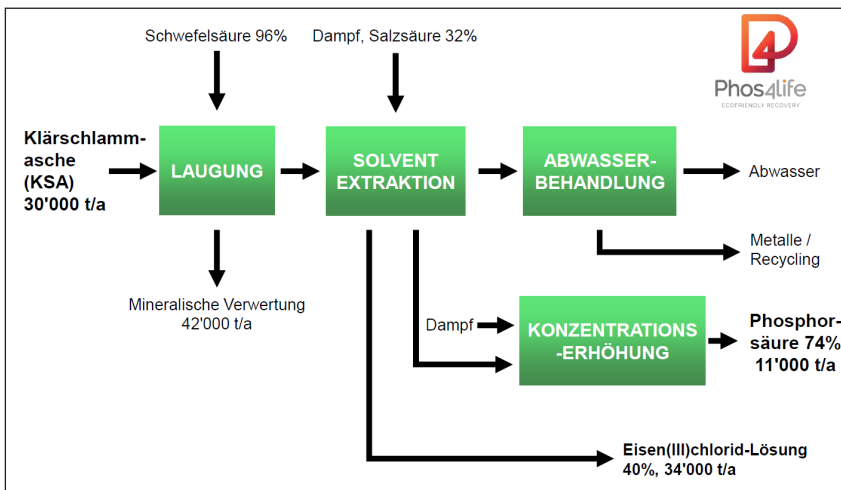 Schwefelsäure 96%
Dampf, Salzsäure 32%
P4
Phos4life
ECOFRIENDLY RECOVERY
Klärschlamm-
asche
(KSA)
30'000 t/a
LAUGUNG
SOLVENT
EXTRAKTION
ABWASSER-
BEHANDLUNG
Abwasser
Metalle /
Recycling
Mineralische Verwertung
42'000 t/a
Dampf
KONZENTRATIONS
-ERHÖHUNG
Phosphor-
säure 74%
11'000 t/a
Eisen(III)chlorid-Lösung
40%, 34'000 t/a